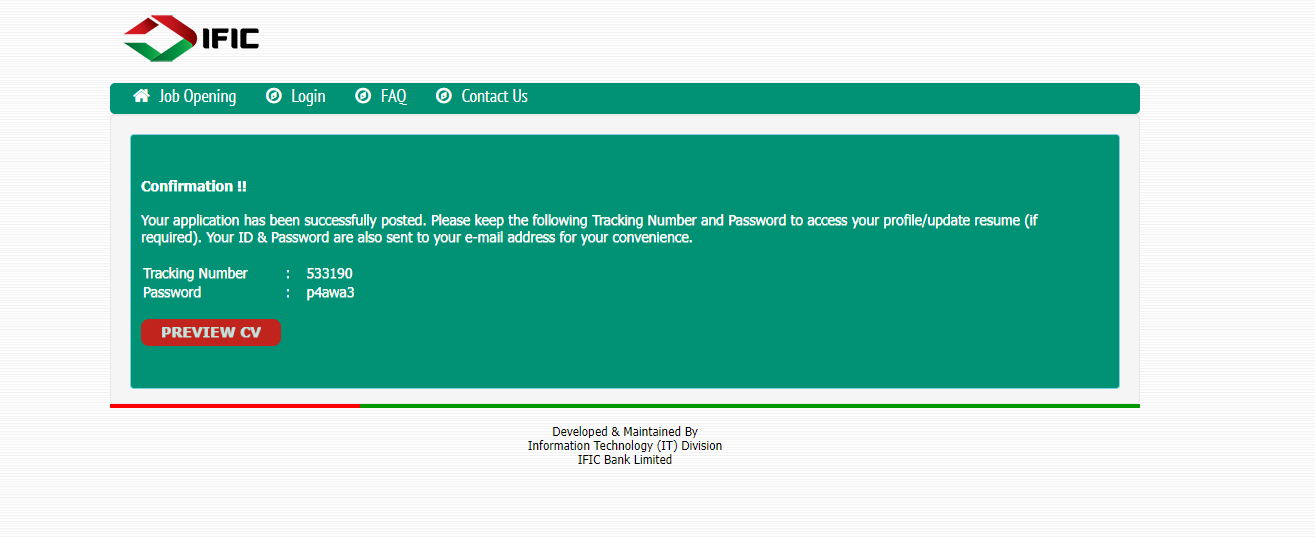 IFIC
Job Opening Login FAQ Contact Us
Confirmation !!
Your application has been successfully posted. Please keep the following Tracking Number and Password to access your profile/update resume (if
required). Your ID & Password are also sent to your e-mail address for your convenience.
Tracking Number : 533190
Password : p4awa3
PREVIEW CV
Developed & Maintained By
Information Technology (IT) Division
IFIC Bank Limited